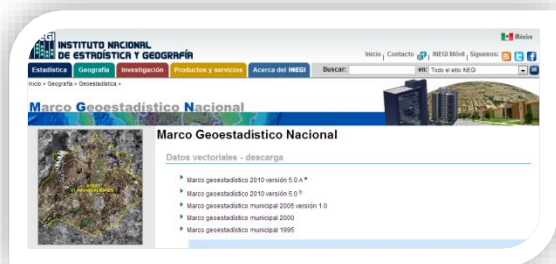 México
INSTITUTO NACIONAL
DE ESTADÍSTICA Y GEOGRAFÍA
Inicio | Contacto | INEGI Móvil | Síguenos:
Estadística Geografía Investigación Productos y servicios Acerca del INEGI Buscar: en: Todo el sitio INEGI
Inicio > Geografía > Geoestadística >
Marco Geoestadístico Nacional
Marco Geoestadístico Nacional
Datos vectoriales - descarga
Marco geoestadístico 2010 versión 5.0.A a
Marco geoestadístico 2010 versión 5.0 b
Marco geoestadístico municipal 2005 versión 1.0
Marco geoestadístico municipal 2000
Marco geoestadístico municipal 1995